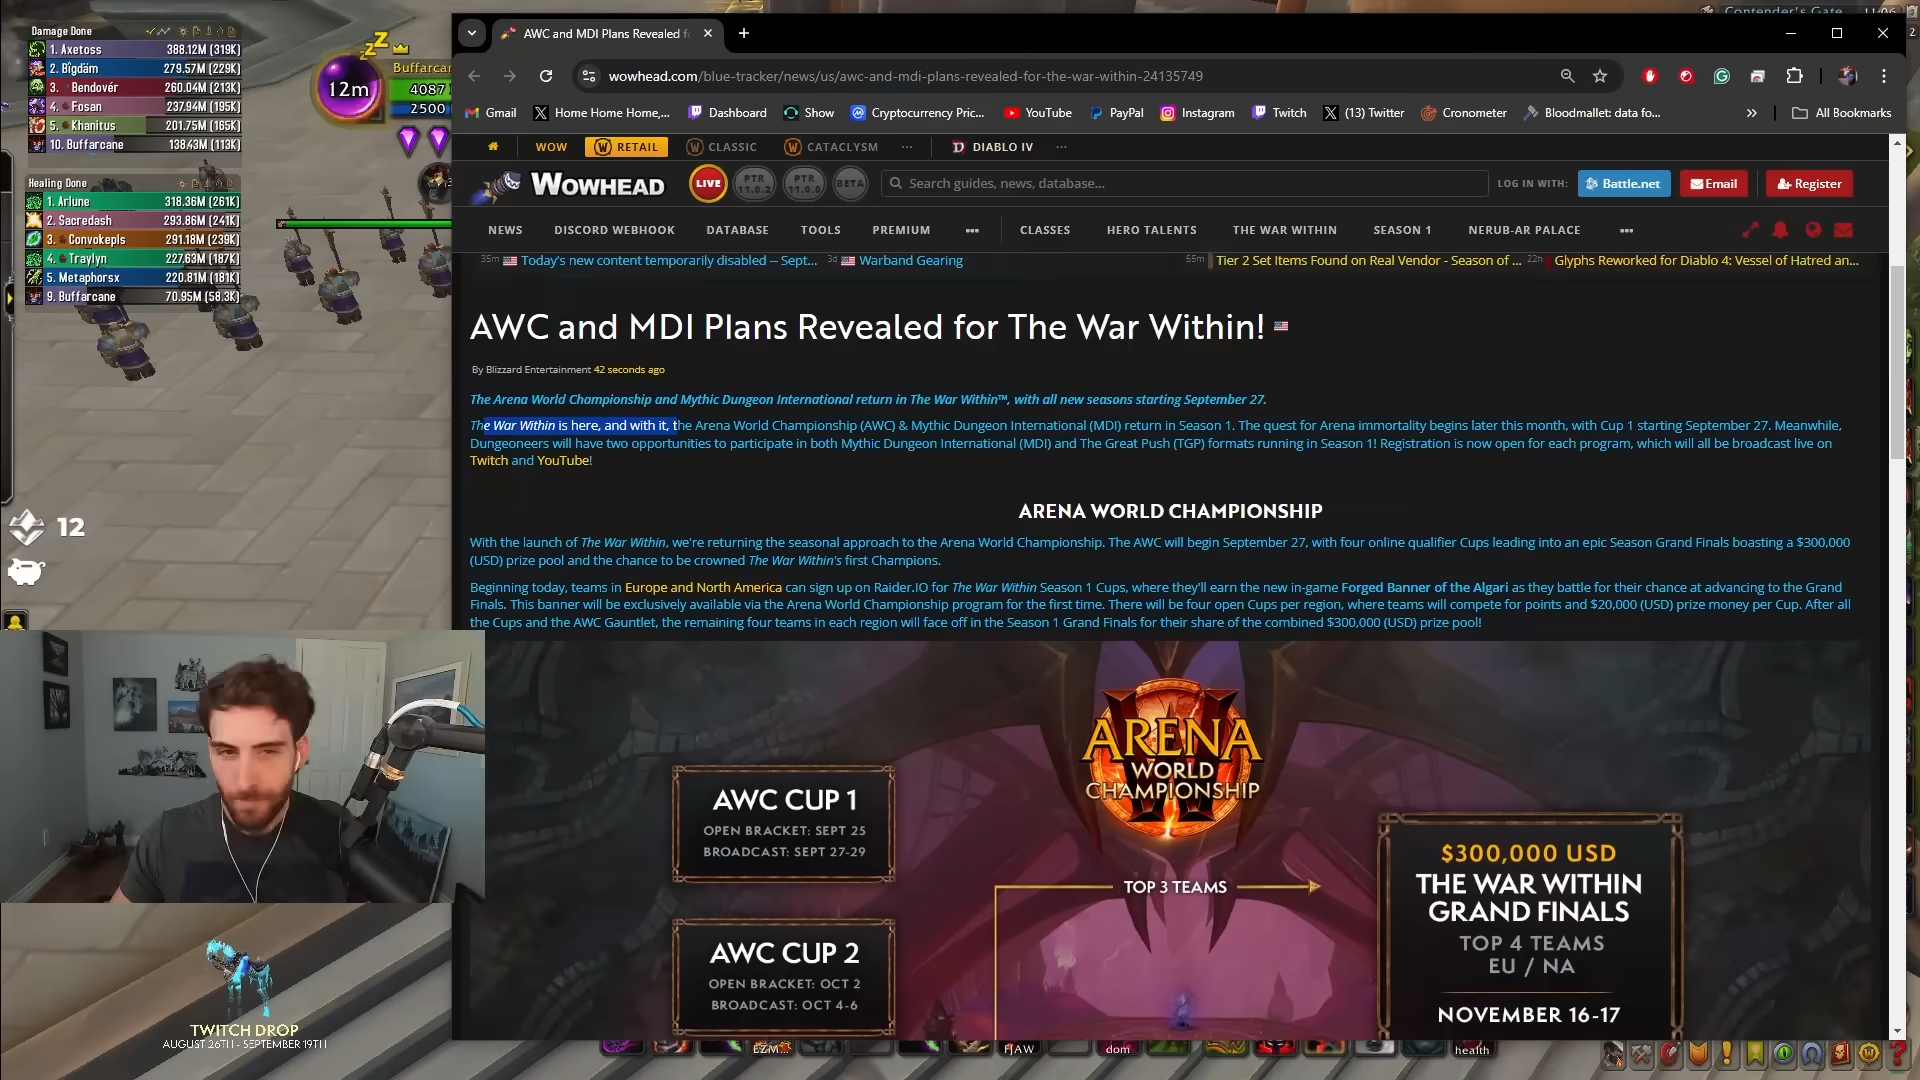 Damage Done
1. Axetoss 388.12M (319K)
2. Bîgdäm 279.57M (229K)
3. Bendovér 260.04M (213K)
4. Fosan 237.94M (195K)
5. Khanitus 201.75M (165K)
10. Buffarcane 138.43M (113K)
Healing Done
1. Arlune 318.36M (261K)
2. Sacredash 293.86M (241K)
3. Convokepls 291.18M (239K)
4. Traylyn 227.63M (187K)
5. Metaphorsx 220.81M (181K)
9. Buffarcane 70.95M (58.3K)
12m
Buffarcan
4087
2500
12
Contender's Gate 11:06
AWC and MDI Plans Revealed f
wowhead.com/blue-tracker/news/us/awc-and-mdi-plans-revealed-for-the-war-within-24135749
Gmail Home Home Home,... Dashboard Show Cryptocurrency Pric... YouTube PayPal Instagram Twitch (13) Twitter Cronometer Bloodmallet: data fo... » All Bookmarks
WOW RETAIL CLASSIC CATACLYSM ... DIABLO IV ...
WOWHEAD LIVE PTR 11.0.2 PTR 11.0.0 BETA Search guides, news, database... LOG IN WITH: Battle.net Email Register
NEWS DISCORD WEBHOOK DATABASE TOOLS PREMIUM ... CLASSES HERO TALENTS THE WAR WITHIN SEASON 1 NERUB-AR PALACE ...
35m Today's new content temporarily disabled -- Sept... 3d Warband Gearing 55m Tier 2 Set Items Found on Real Vendor - Season of ... 22h Glyphs Reworked for Diablo 4: Vessel of Hatred an...
AWC and MDI Plans Revealed for The War Within!
By Blizzard Entertainment 42 seconds ago
The Arena World Championship and Mythic Dungeon International return in The War Within™, with all new seasons starting September 27.
The War Within is here, and with it, the Arena World Championship (AWC) & Mythic Dungeon International (MDI) return in Season 1. The quest for Arena immortality begins later this month, with Cup 1 starting September 27. Meanwhile,
Dungeoneers will have two opportunities to participate in both Mythic Dungeon International (MDI) and The Great Push (TGP) formats running in Season 1! Registration is now open for each program, which will all be broadcast live on
Twitch and YouTube!
ARENA WORLD CHAMPIONSHIP
With the launch of The War Within, we're returning the seasonal approach to the Arena World Championship. The AWC will begin September 27, with four online qualifier Cups leading into an epic Season Grand Finals boasting a $300,000
(USD) prize pool and the chance to be crowned The War Within's first Champions.
Beginning today, teams in Europe and North America can sign up on Raider.IO for The War Within Season 1 Cups, where they'll earn the new in-game Forged Banner of the Algari as they battle for their chance at advancing to the Grand
Finals. This banner will be exclusively available via the Arena World Championship program for the first time. There will be four open Cups per region, where teams will compete for points and $20,000 (USD) prize money per Cup. After all
the Cups and the AWC Gauntlet, the remaining four teams in each region will face off in the Season 1 Grand Finals for their share of the combined $300,000 (USD) prize pool!
ARENA
WORLD
CHAMPIONSHIP
AWC CUP 1
OPEN BRACKET: SEPT 25
BROADCAST: SEPT 27-29
TOP 3 TEAMS
AWC CUP 2
OPEN BRACKET: OCT 2
BROADCAST: OCT 4-6
$300,000 USD
THE WAR WITHIN
GRAND FINALS
TOP 4 TEAMS
EU / NA
NOVEMBER 16-17
TWITCH DROP
AUGUST 26TH - SEPTEMBER 19TH
EZM... dom health